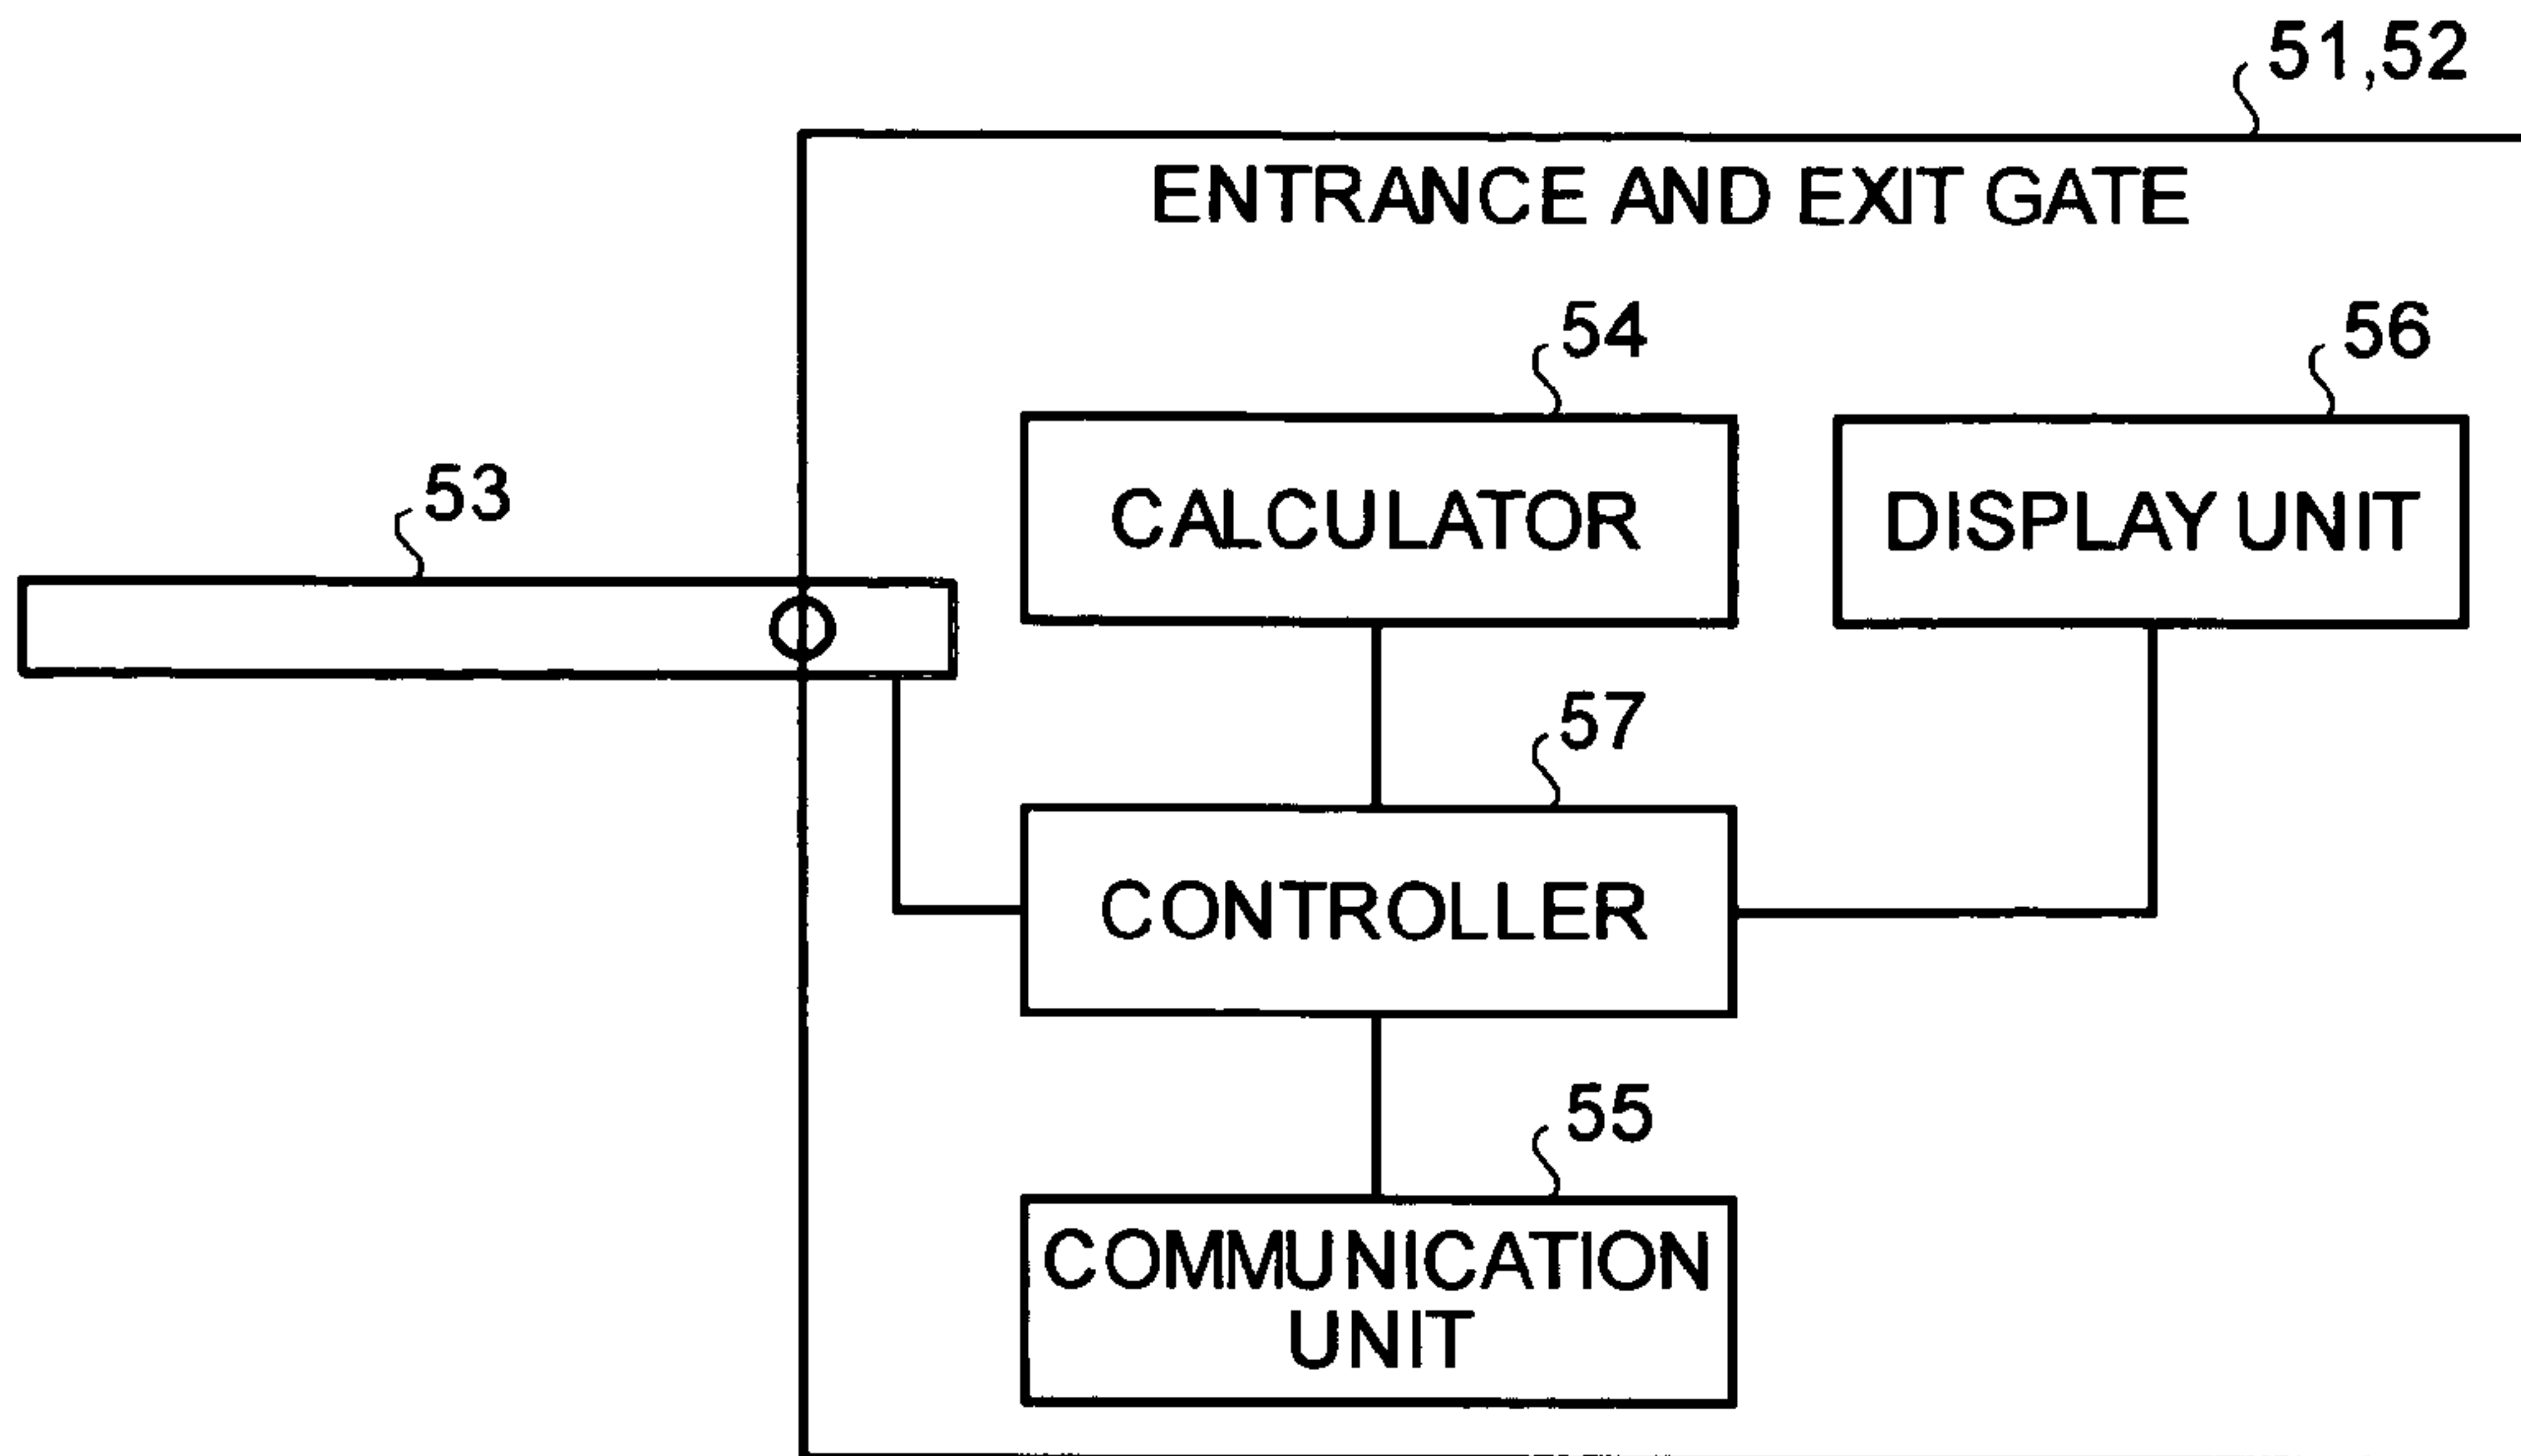 51,52
ENTRANCE AND EXIT GATE
54
56
CALCULATOR
DISPLAY UNIT
53
57
CONTROLLER
55
COMMUNICATION
UNIT